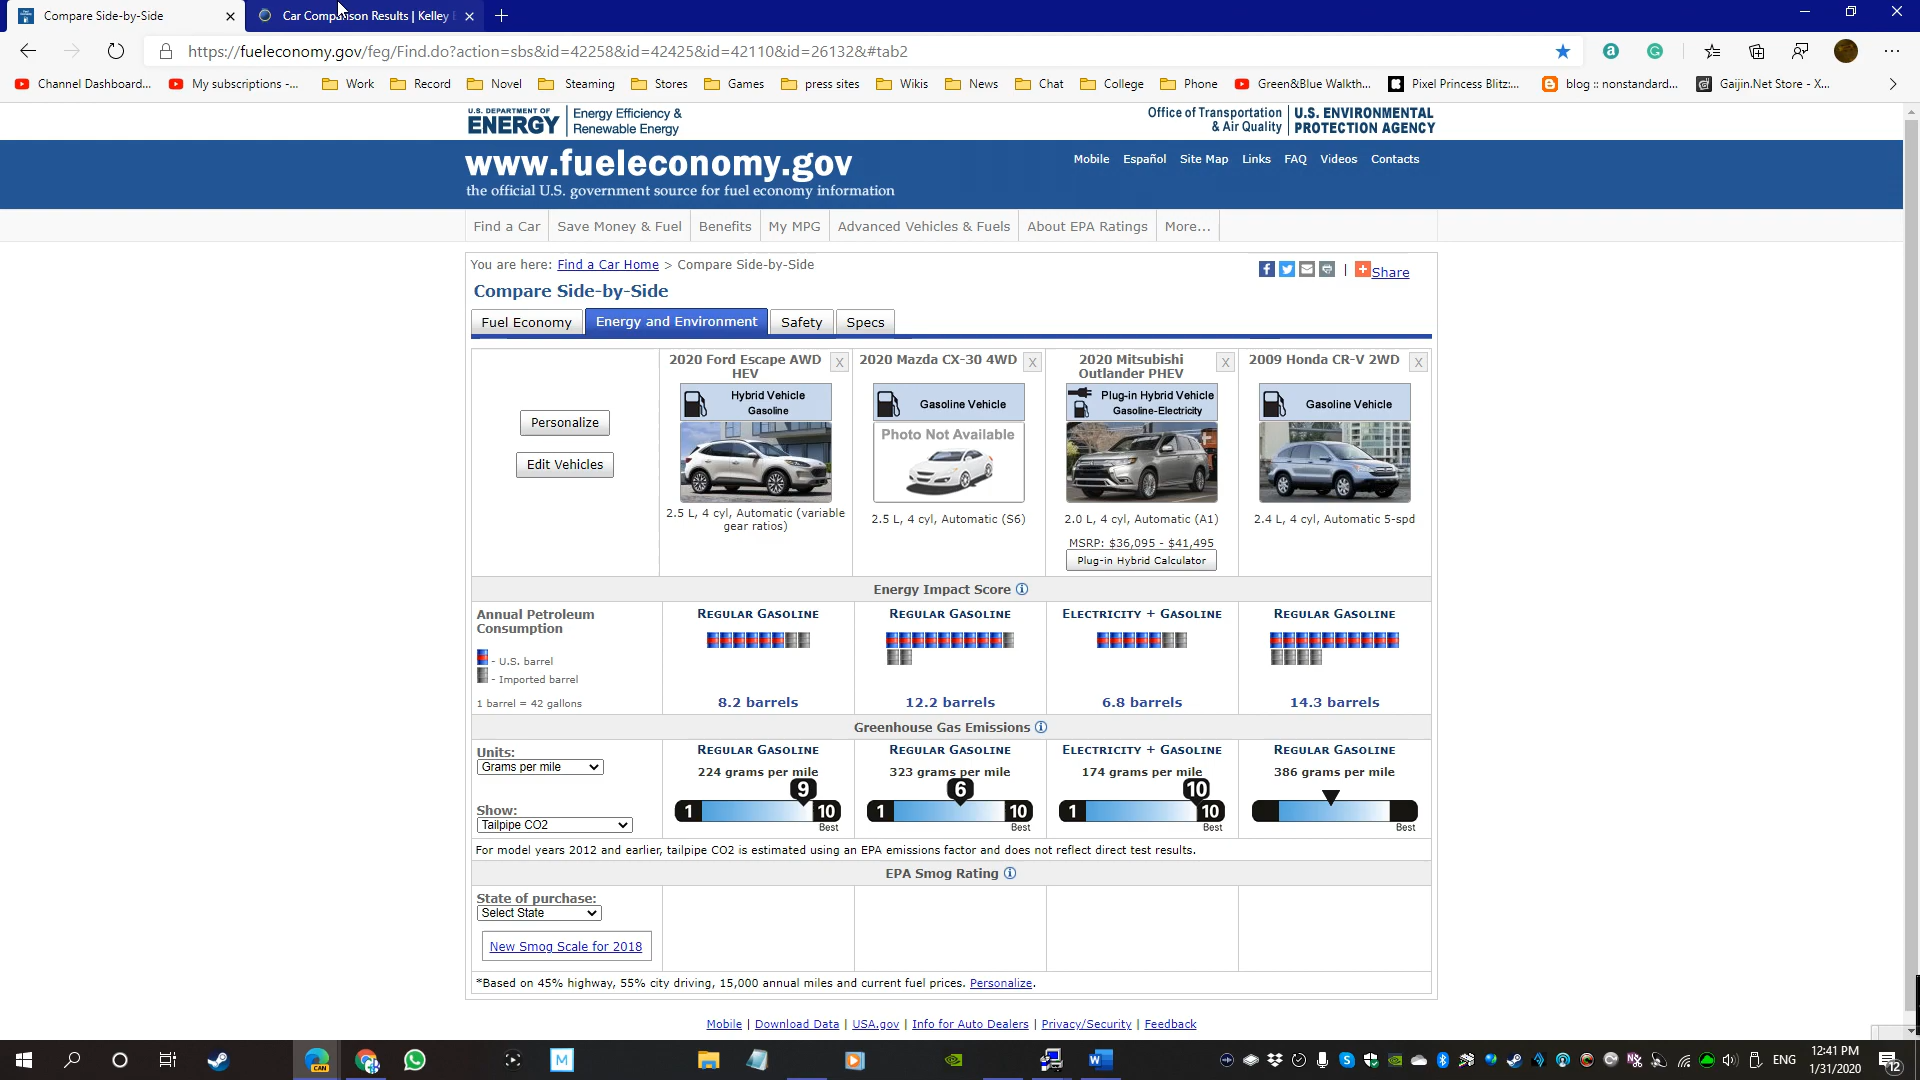 Compare Side-by-Side
Car Comparison Results | Kelley
https://fueleconomy.gov/feg/Find.do?action=sbs&id=42258&id=42425&id=42110&id=26132&#tab2
Channel Dashboard...
My subscriptions -...
Work
Record
Novel
Steaming
Stores
Games
press sites
Wikis
News
Chat
College
Phone
Green&Blue Walkth...
Pixel Princess Blitz:...
blog :: nonstandard...
Gaijin.Net Store - X...
U.S. DEPARTMENT OF
ENERGY
Energy Efficiency &
Renewable Energy
Office of Transportation
& Air Quality
U.S. ENVIRONMENTAL
PROTECTION AGENCY
www.fueleconomy.gov
the official U.S. government source for fuel economy information
Mobile Español Site Map Links FAQ Videos Contacts
Find a Car Save Money & Fuel Benefits My MPG Advanced Vehicles & Fuels About EPA Ratings More...
You are here: Find a Car Home > Compare Side-by-Side
| Share
Compare Side-by-Side
Fuel Economy Energy and Environment Safety Specs
Personalize
Edit Vehicles
2020 Ford Escape AWD
HEV
X
Hybrid Vehicle
Gasoline
2.5 L, 4 cyl, Automatic (variable
gear ratios)
2020 Mazda CX-30 4WD
X
Gasoline Vehicle
Photo Not Available
2.5 L, 4 cyl, Automatic (S6)
2020 Mitsubishi
Outlander PHEV
X
Plug-in Hybrid Vehicle
Gasoline-Electricity
2.0 L, 4 cyl, Automatic (A1)
MSRP: $36,095 - $41,495
Plug-in Hybrid Calculator
2009 Honda CR-V 2WD
X
Gasoline Vehicle
2.4 L, 4 cyl, Automatic 5-spd
Energy Impact Score
Annual Petroleum
Consumption
- U.S. barrel
- Imported barrel
1 barrel = 42 gallons
REGULAR GASOLINE
8.2 barrels
REGULAR GASOLINE
12.2 barrels
ELECTRICITY + GASOLINE
6.8 barrels
REGULAR GASOLINE
14.3 barrels
Greenhouse Gas Emissions
Units:
Grams per mile
Show:
Tailpipe CO2
REGULAR GASOLINE
224 grams per mile
9
1 10
Best
REGULAR GASOLINE
323 grams per mile
6
1 10
Best
ELECTRICITY + GASOLINE
174 grams per mile
10
1 10
Best
REGULAR GASOLINE
386 grams per mile
Best
For model years 2012 and earlier, tailpipe CO2 is estimated using an EPA emissions factor and does not reflect direct test results.
EPA Smog Rating
State of purchase:
Select State
New Smog Scale for 2018
*Based on 45% highway, 55% city driving, 15,000 annual miles and current fuel prices. Personalize.
Mobile | Download Data | USA.gov | Info for Auto Dealers | Privacy/Security | Feedback
CAN
M
ENG
12:41 PM
1/31/2020
12